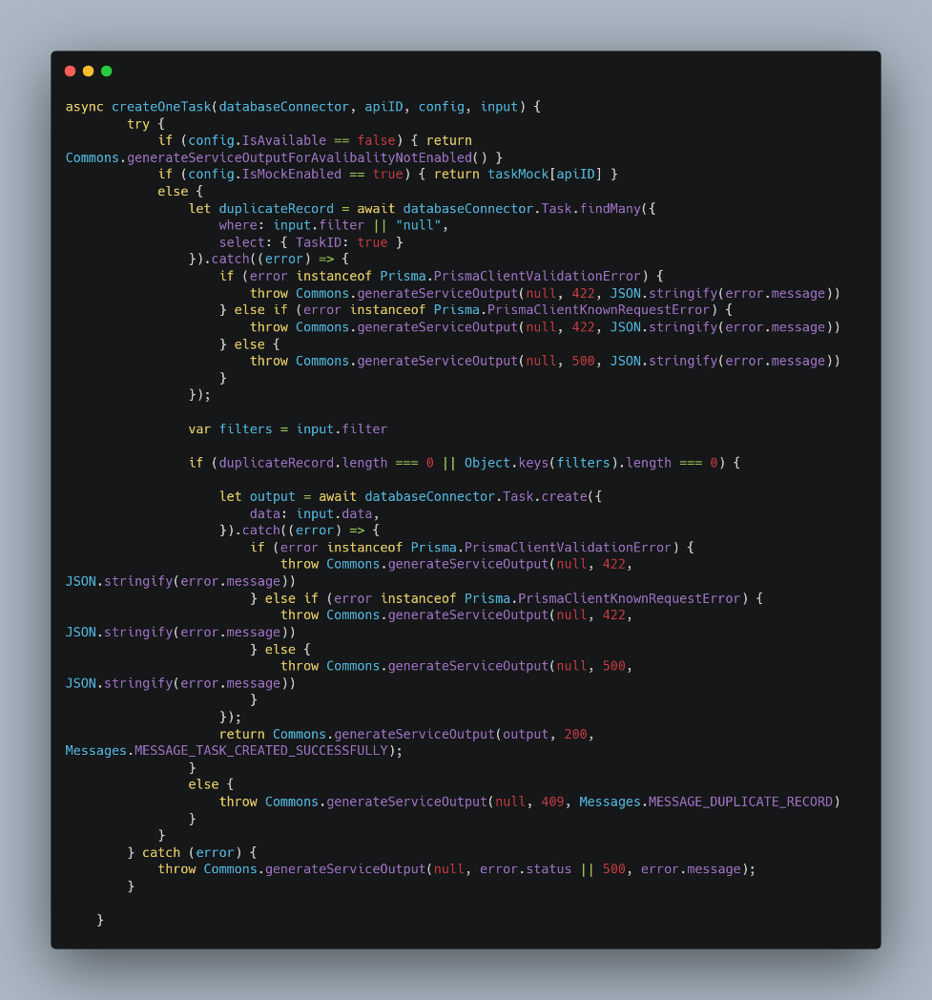 async createOneTask(databaseConnector, apiID, config, input) {
        try {
            if (config.IsAvailable == false) { return
Commons.generateServiceOutputForAvalibalityNotEnabled() }
            if (config.IsMockEnabled == true) { return taskMock[apiID] }
            else {
                let duplicateRecord = await databaseConnector.Task.findMany({
                    where: input.filter || "null",
                    select: { TaskID: true }
                }).catch((error) => {
                    if (error instanceof Prisma.PrismaClientValidationError) {
                        throw Commons.generateServiceOutput(null, 422, JSON.stringify(error.message))
                    } else if (error instanceof Prisma.PrismaClientKnownRequestError) {
                        throw Commons.generateServiceOutput(null, 422, JSON.stringify(error.message))
                    } else {
                        throw Commons.generateServiceOutput(null, 500, JSON.stringify(error.message))
                    }
                });

                var filters = input.filter

                if (duplicateRecord.length === 0 || Object.keys(filters).length === 0) {

                    let output = await databaseConnector.Task.create({
                        data: input.data,
                    }).catch((error) => {
                        if (error instanceof Prisma.PrismaClientValidationError) {
                            throw Commons.generateServiceOutput(null, 422,
JSON.stringify(error.message))
                        } else if (error instanceof Prisma.PrismaClientKnownRequestError) {
                            throw Commons.generateServiceOutput(null, 422,
JSON.stringify(error.message))
                        } else {
                            throw Commons.generateServiceOutput(null, 500,
JSON.stringify(error.message))
                        }
                    });
                    return Commons.generateServiceOutput(output, 200,
Messages.MESSAGE_TASK_CREATED_SUCCESSFULLY);
                }
                else {
                    throw Commons.generateServiceOutput(null, 409, Messages.MESSAGE_DUPLICATE_RECORD)
                }
            }
        } catch (error) {
            throw Commons.generateServiceOutput(null, error.status || 500, error.message);
        }

    }